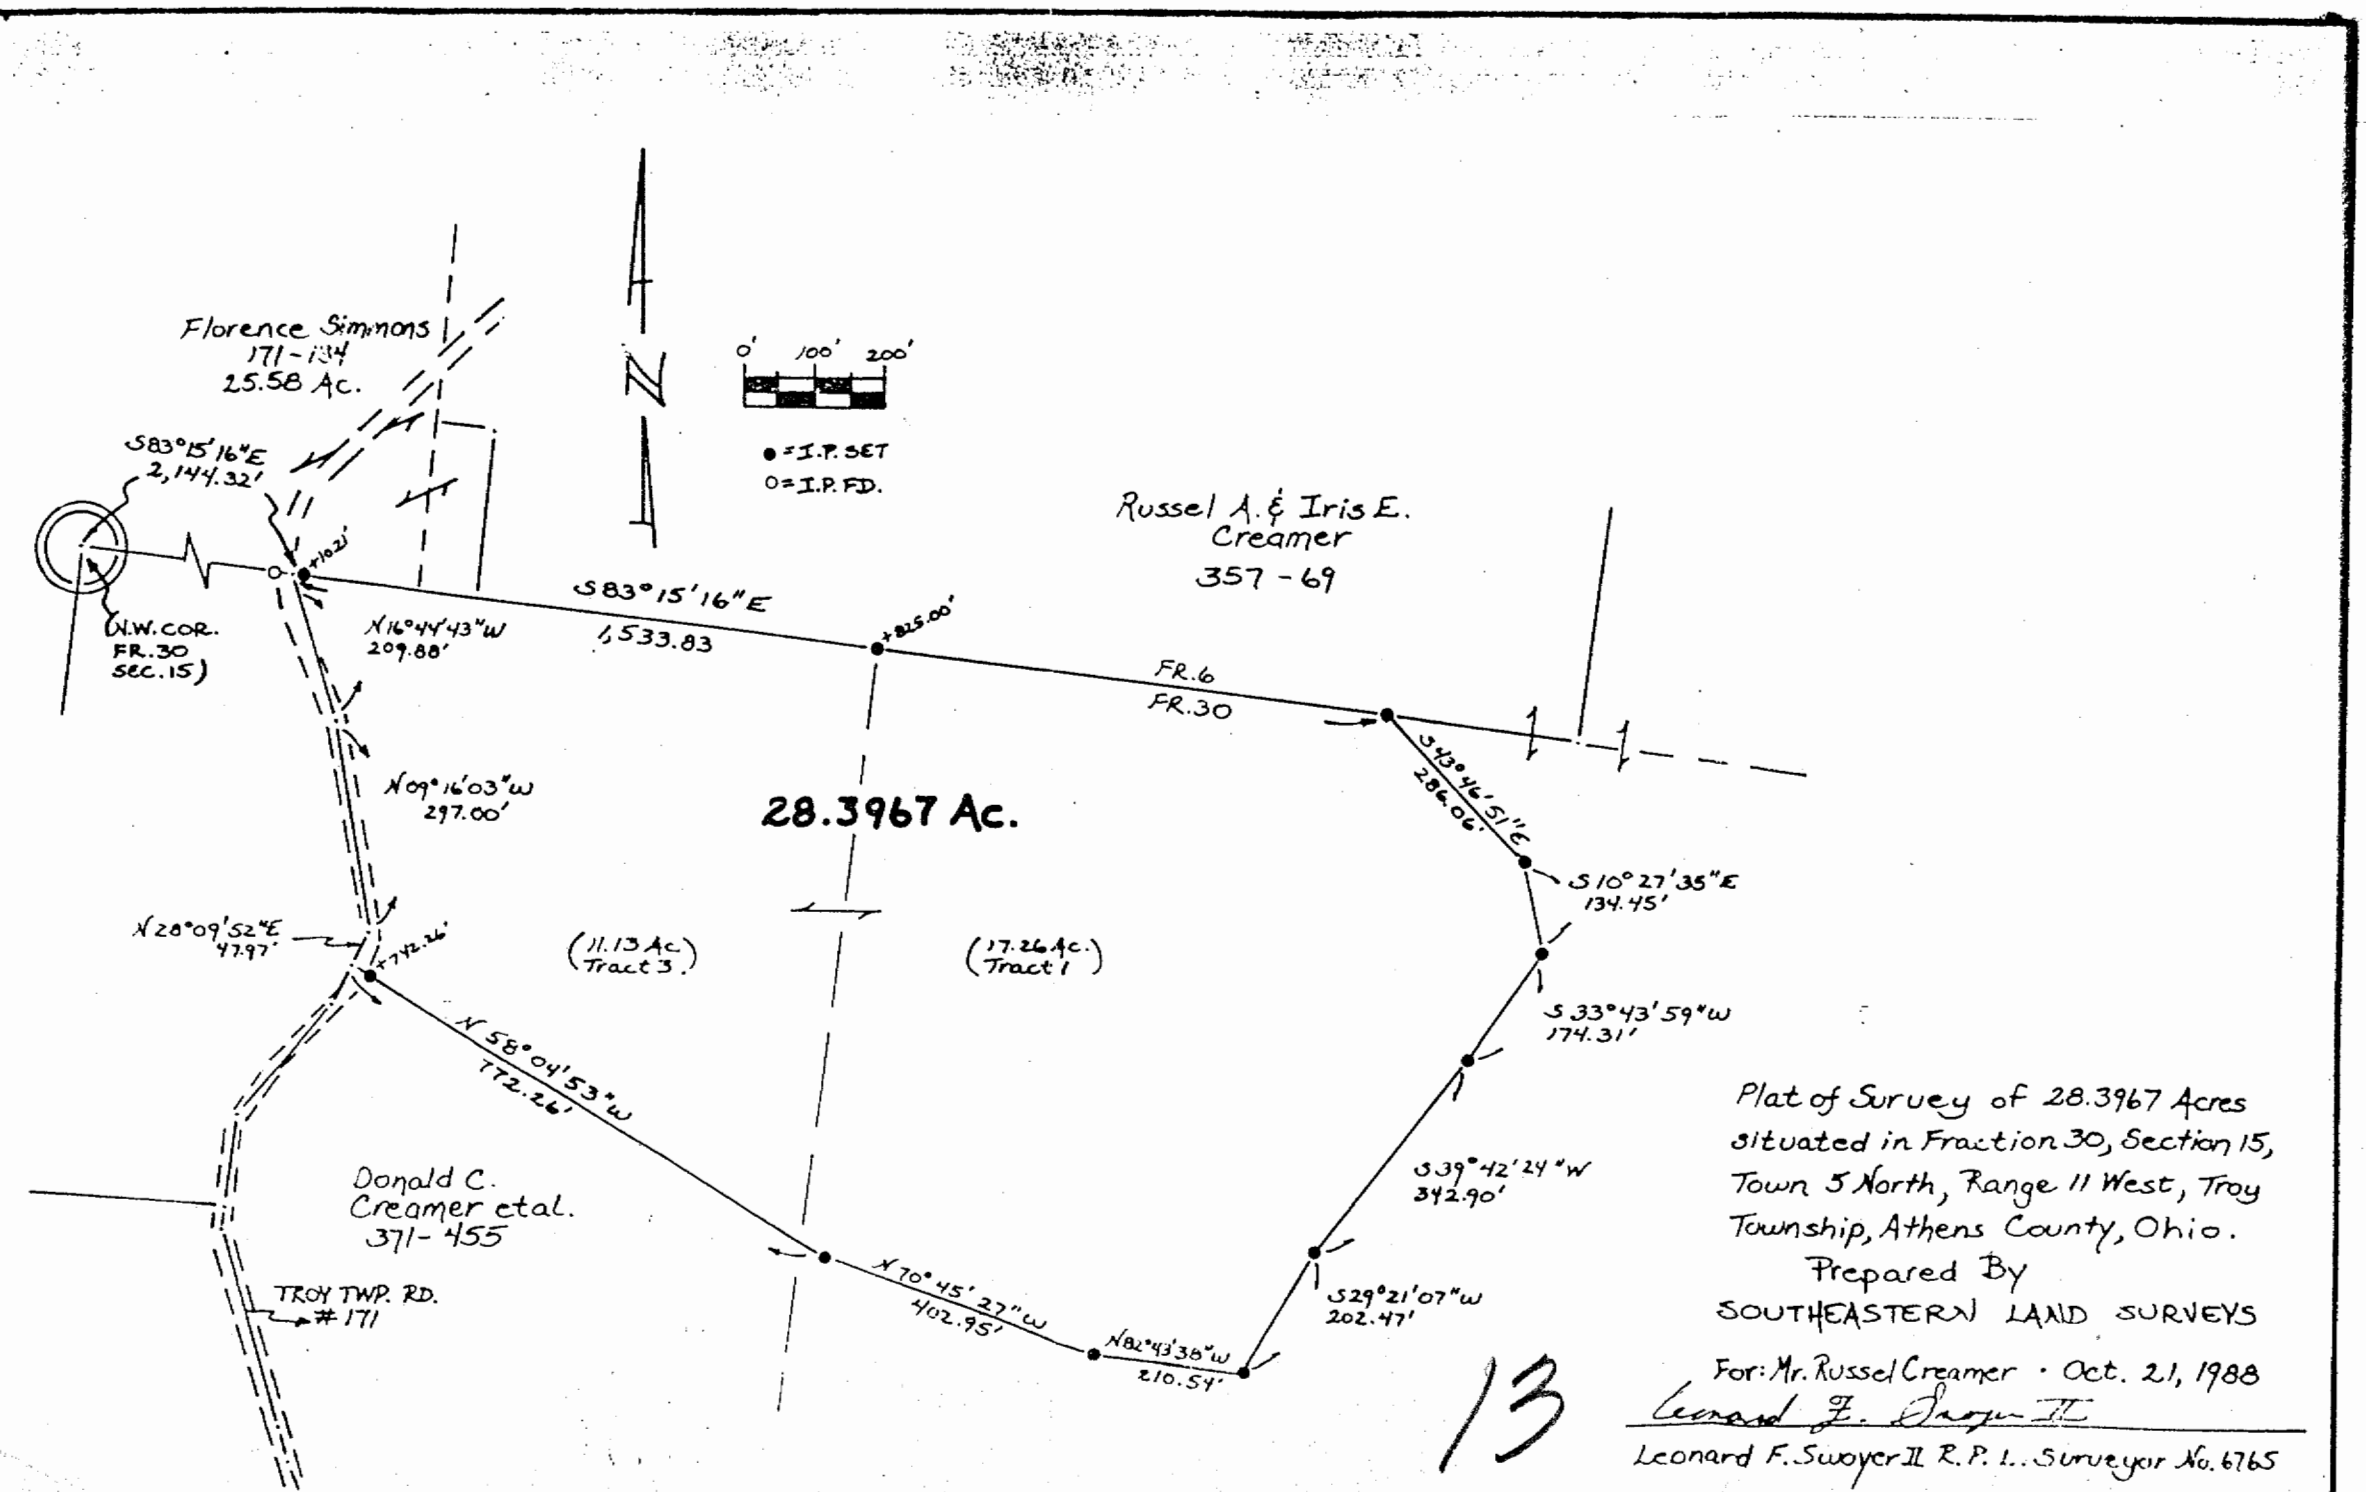 Florence Simmons
171-134
25.58 Ac.
S83°15'16"E
2,144.32'
N
0' 100' 200'
●=I.P. SET
O=I.P. FD.
Russel A. & Iris E.
Creamer
357-69
+10.21'
(N.W. COR.
FR. 30
SEC. 15)
N16°44'43"W
209.88'
S83°15'16"E
1,533.83
+825.00'
FR. 6
FR. 30
S43°46'51"E
286.06'
N09°16'03"W
297.00'
28.3967 Ac.
S10°27'35"E
134.45'
N28°09'52"E
47.97'
+742.26'
(11.13 Ac.
Tract 3.)
(17.26 Ac.)
(Tract 1)
S33°43'59"W
174.31'
N58°04'53"W
772.26'
S39°42'24"W
342.90'
Donald C.
Creamer etal.
371-455
TROY TWP. RD.
#171
N70°45'27"W
402.95'
N82°43'38"W
210.54'
S29°21'07"W
202.47'
13
Plat of Survey of 28.3967 Acres
situated in Fraction 30, Section 15,
Town 5 North, Range 11 West, Troy
Township, Athens County, Ohio.
Prepared By
SOUTHEASTERN LAND SURVEYS
For: Mr. Russel Creamer · Oct. 21, 1988
Leonard F. Swoyer II
Leonard F. Swoyer II R.P.L. Surveyor No. 6765